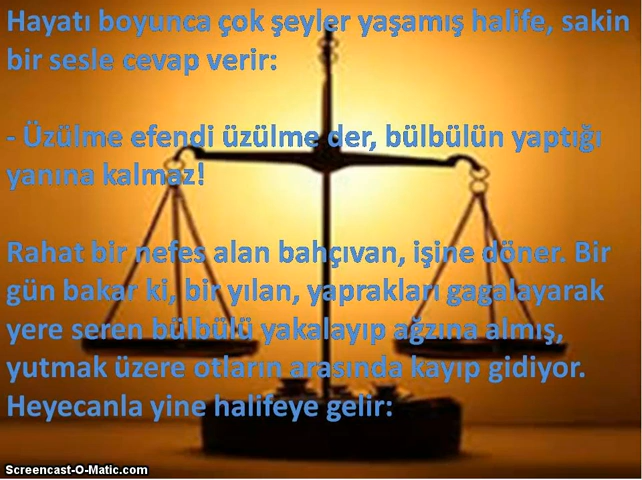 Hayatı boyunca çok şeyler yaşamış halife, sakin
bir sesle cevap verir:
- Üzülme efendi üzülme der, bülbülün yaptığı
yanına kalmaz!
Rahat bir nefes alan bahçıvan, işine döner. Bir
gün bakar ki, bir yılan, yaprakları gagalayarak
yere seren bülbülü yakalayıp ağzına almış,
yutmak üzere otların arasında kayıp gidiyor.
Heyecanla yine halifeye gelir:
Screencast-O-Matic.com